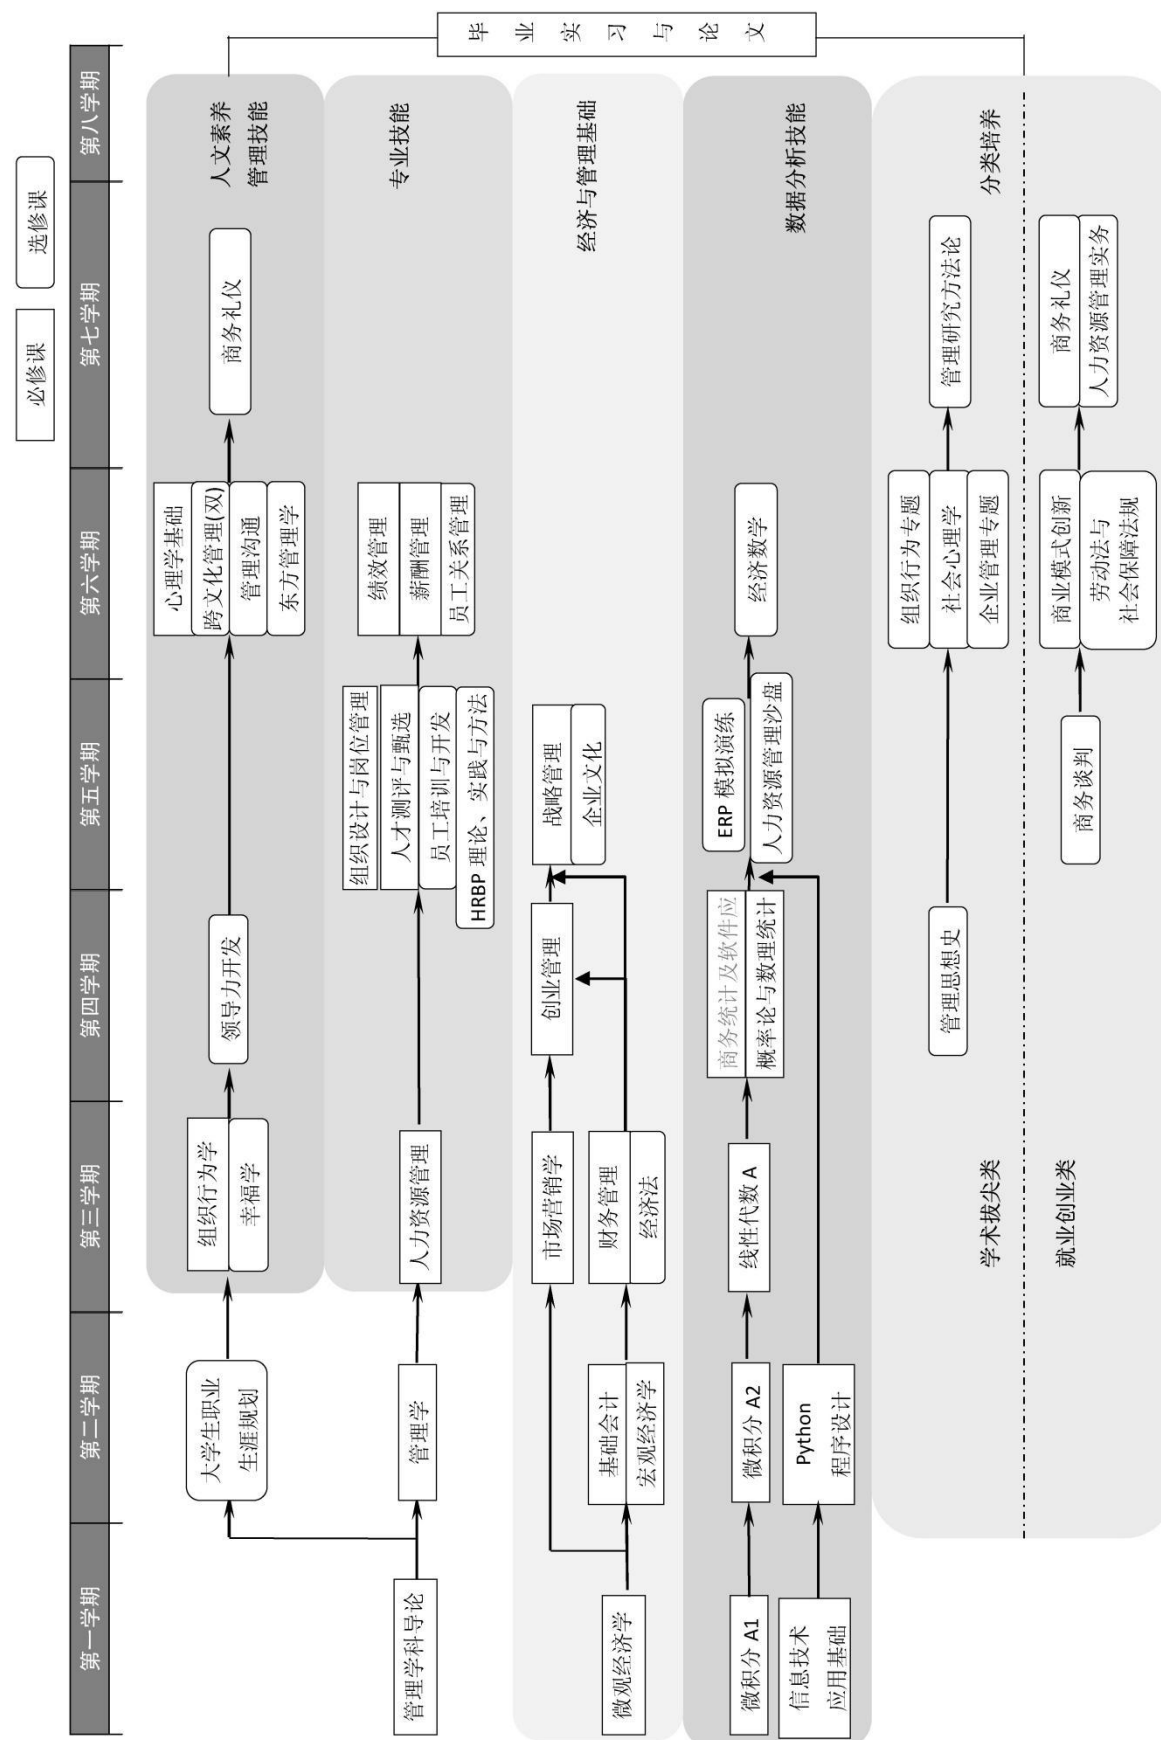 必修课
选修课
第一学期
第二学期
第三学期
第四学期
第五学期
第六学期
第七学期
第八学期
大学生职业
生涯规划
组织行为学
幸福学
领导力开发
心理学基础
跨文化管理(双)
管理沟通
东方管理学
商务礼仪
人文素养
管理技能
管理学科导论
管理学
人力资源管理
组织设计与岗位管理
人才测评与甄选
员工培训与开发
HRBP 理论、实践与方法
绩效管理
薪酬管理
员工关系管理
专业技能
毕业实习与论文
市场营销学
创业管理
战略管理
企业文化
微观经济学
基础会计
宏观经济学
财务管理
经济法
经济与管理基础
微积分 A1
微积分 A2
线性代数 A
商务统计及软件应
概率论与数理统计
ERP 模拟演练
人力资源管理沙盘
经济数学
信息技术
应用基础
Python
程序设计
数据分析技能
管理思想史
组织行为专题
社会心理学
企业管理专题
管理研究方法论
分类培养
学术拔尖类
就业创业类
商务谈判
商业模式创新
劳动法与
社会保障法规
商务礼仪
人力资源管理实务